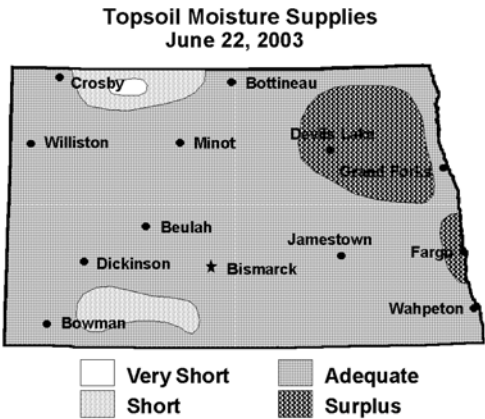 Topsoil Moisture Supplies
June 22, 2003
Crosby
Bottineau
Devils Lake
Williston
Minot
Grand Forks
Beulah
Jamestown
Fargo
Dickinson
Bismarck
Wahpeton
Bowman
Very Short
Adequate
Short
Surplus